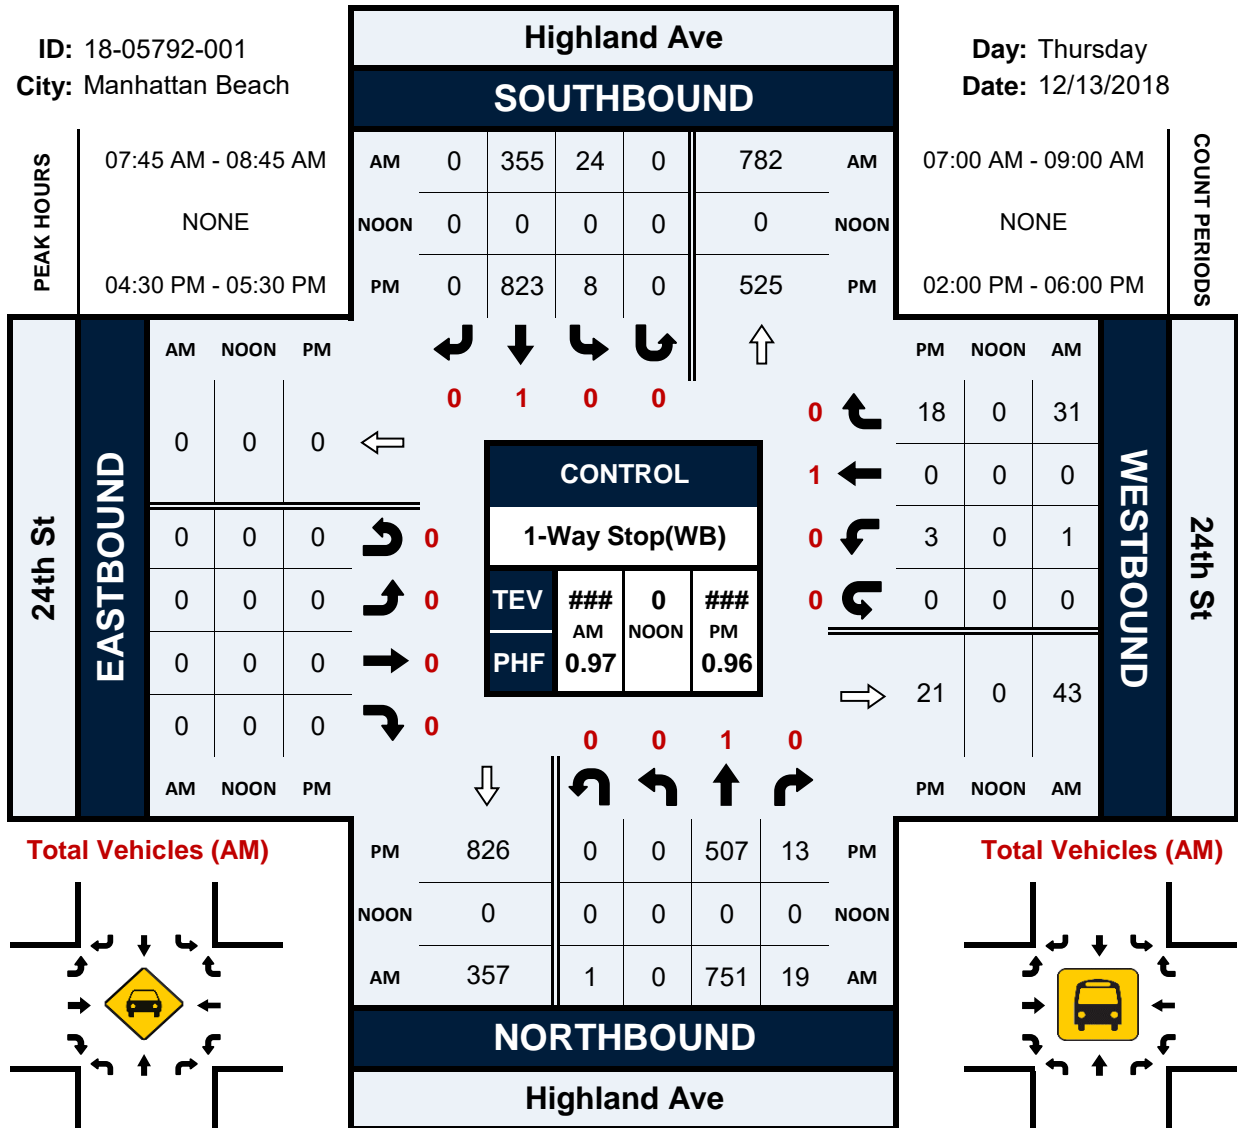 Highland Ave
ID: 18-05792-001
Day: Thursday
City: Manhattan Beach
Date: 12/13/2018
SOUTHBOUND
PEAK HOURS
07:45 AM - 08:45 AM
AM 0 355 24 0 782 AM
07:00 AM - 09:00 AM
COUNT PERIODS
NONE
NOON 0 0 0 0 0 NOON
NONE
04:30 PM - 05:30 PM
PM 0 823 8 0 525 PM
02:00 PM - 06:00 PM
24th St
EASTBOUND
AM NOON PM
PM NOON AM
0 1 0 0
0 18 0 31
0 0 0
1 0 0 0
CONTROL
WESTBOUND
24th St
0 0 0 0
1-Way Stop(WB)
0 3 0 1
0 0 0 0
TEV ### 0 ###
0 0 0 0
AM NOON PM
0 0 0 0
PHF 0.97 0.96
21 0 43
0 0 0 0
0 0 1 0
AM NOON PM
PM NOON AM
Total Vehicles (AM)
PM 826 0 0 507 13 PM
Total Vehicles (AM)
NOON 0 0 0 0 0 NOON
AM 357 1 0 751 19 AM
NORTHBOUND
Highland Ave